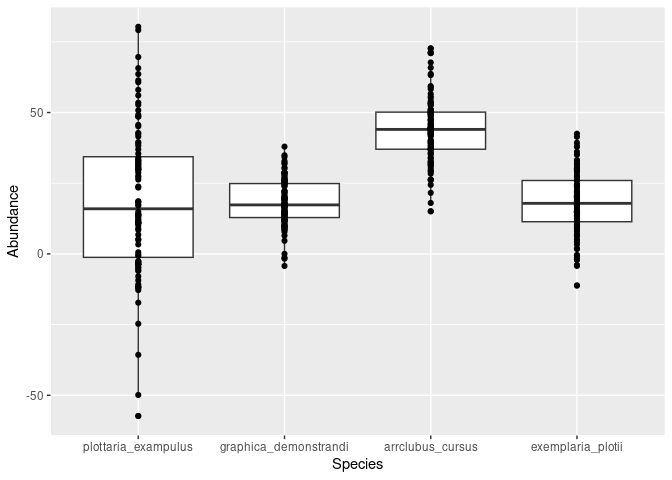 Abundance
50
0
-50
plottaria_exampulus graphica_demonstrandi arrclubus_cursus exemplaria_plotii
Species